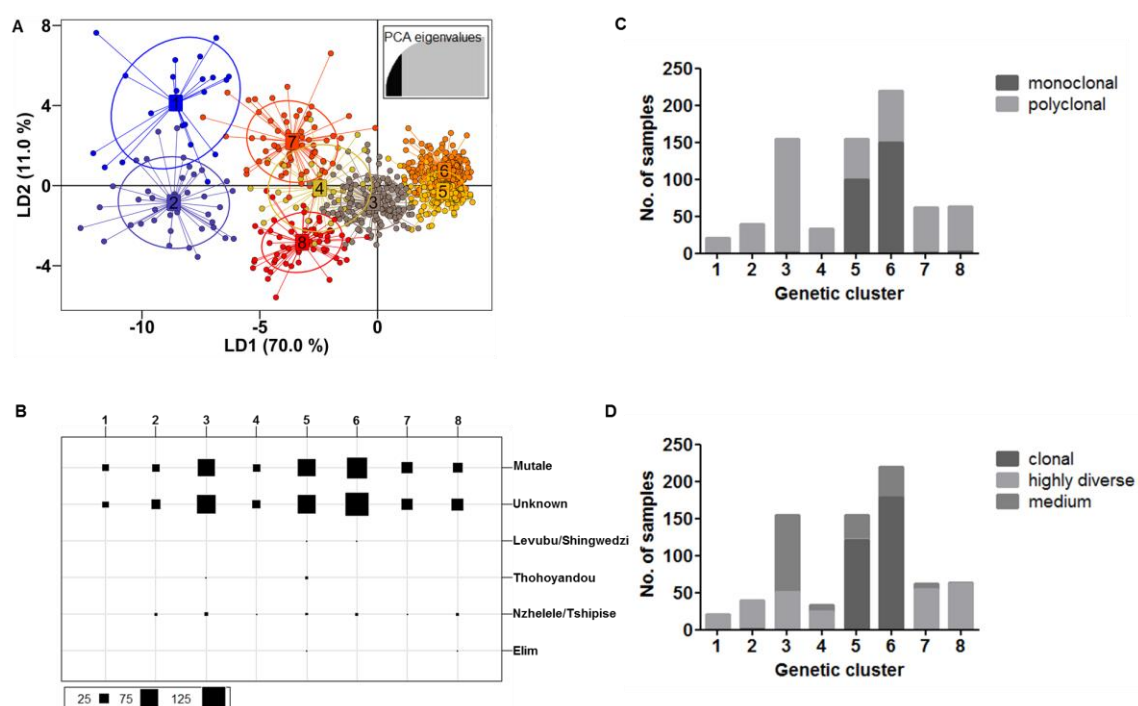 A
8
4
0
-4
LD2 (11.0 %)
PCA eigenvalues
1
2
7
4
3
8
6
5
-10
-5
0
LD1 (70.0 %)
B
1 2 3 4 5 6 7 8
Mutale
Unknown
Levubu/Shingwedzi
Thohoyandou
Nzhelele/Tshipise
Elim
25 75 125
C
No. of samples
250
200
150
100
50
0
1 2 3 4 5 6 7 8
Genetic cluster
monoclonal
polyclonal
D
No. of samples
250
200
150
100
50
0
1 2 3 4 5 6 7 8
Genetic cluster
clonal
highly diverse
medium